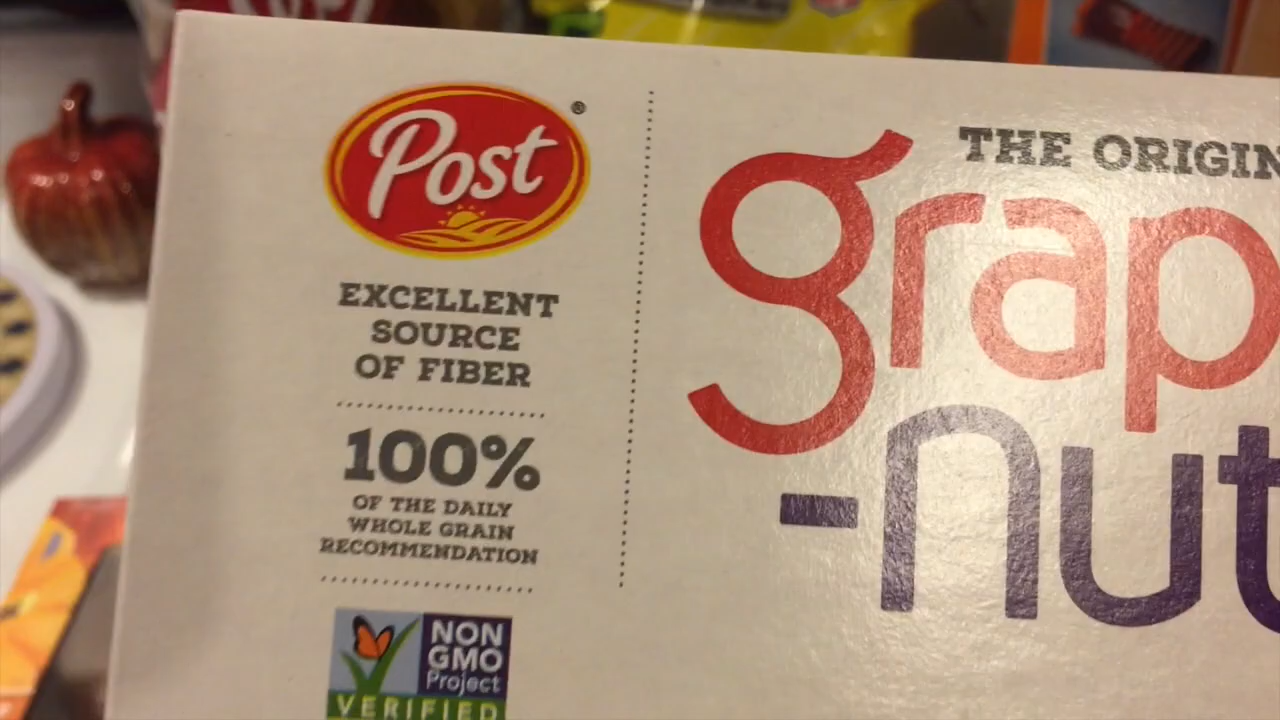 Post®
EXCELLENT
SOURCE
OF FIBER
100%
OF THE DAILY
WHOLE GRAIN
RECOMMENDATION
NON
GMO
Project
VERIFIED
THE ORIGIN
grap
-nut